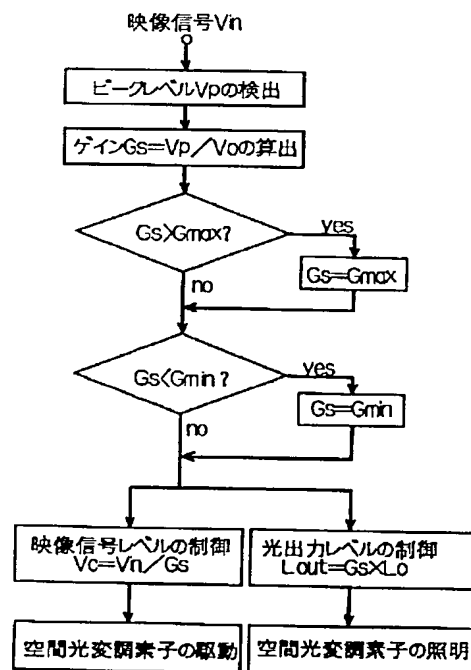 映像信号Vin
ピークレベルVpの検出
ゲインGs=Vp／Voの算出
Gs>Gmax?
yes
Gs=Gmax
no
Gs<Gmin?
yes
Gs=Gmin
no
映像信号レベルの制御
Vc=Vin／Gs
光出力レベルの制御
Lout=Gs×Lo
空間光変調素子の駆動
空間光変調素子の照明